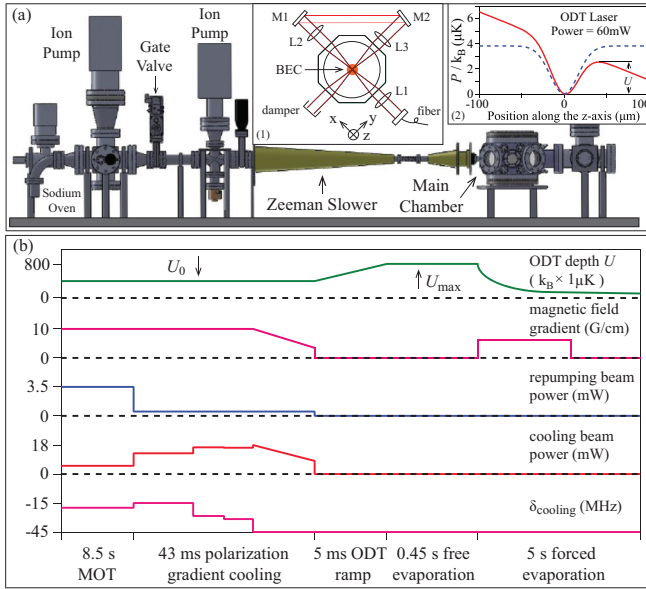 (a)
Ion
Pump
Gate
Valve
Ion
Pump
Sodium
Oven
Zeeman Slower
Main
Chamber
M1
M2
L2
L3
BEC
L1
damper
fiber
x
y
z
(1)
ODT Laser
Power = 60mW
P / kB (μK)
8
6
4
2
0
U
-100
0
100
(2)
Position along the z-axis (μm)
(b)
800
0
U0
Umax
ODT depth U
( kB × 1μK )
10
0
magnetic field
gradient (G/cm)
3.5
0
repumping beam
power (mW)
18
0
cooling beam
power (mW)
-15
-45
δcooling (MHz)
8.5 s
MOT
43 ms polarization
gradient cooling
5 ms ODT
ramp
0.45 s free
evaporation
5 s forced
evaporation